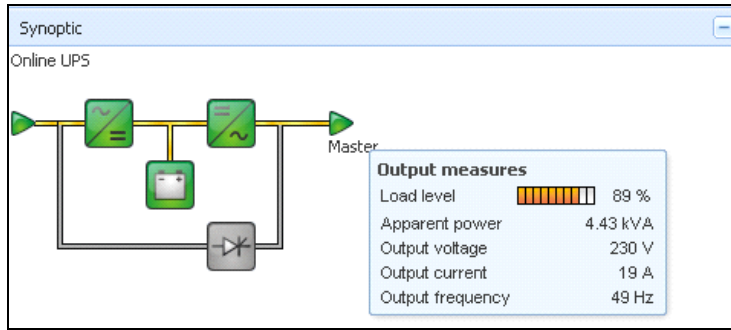 Synoptic
Online UPS
Master
Output measures
Load level 89 %
Apparent power 4.43 kVA
Output voltage 230 V
Output current 19 A
Output frequency 49 Hz